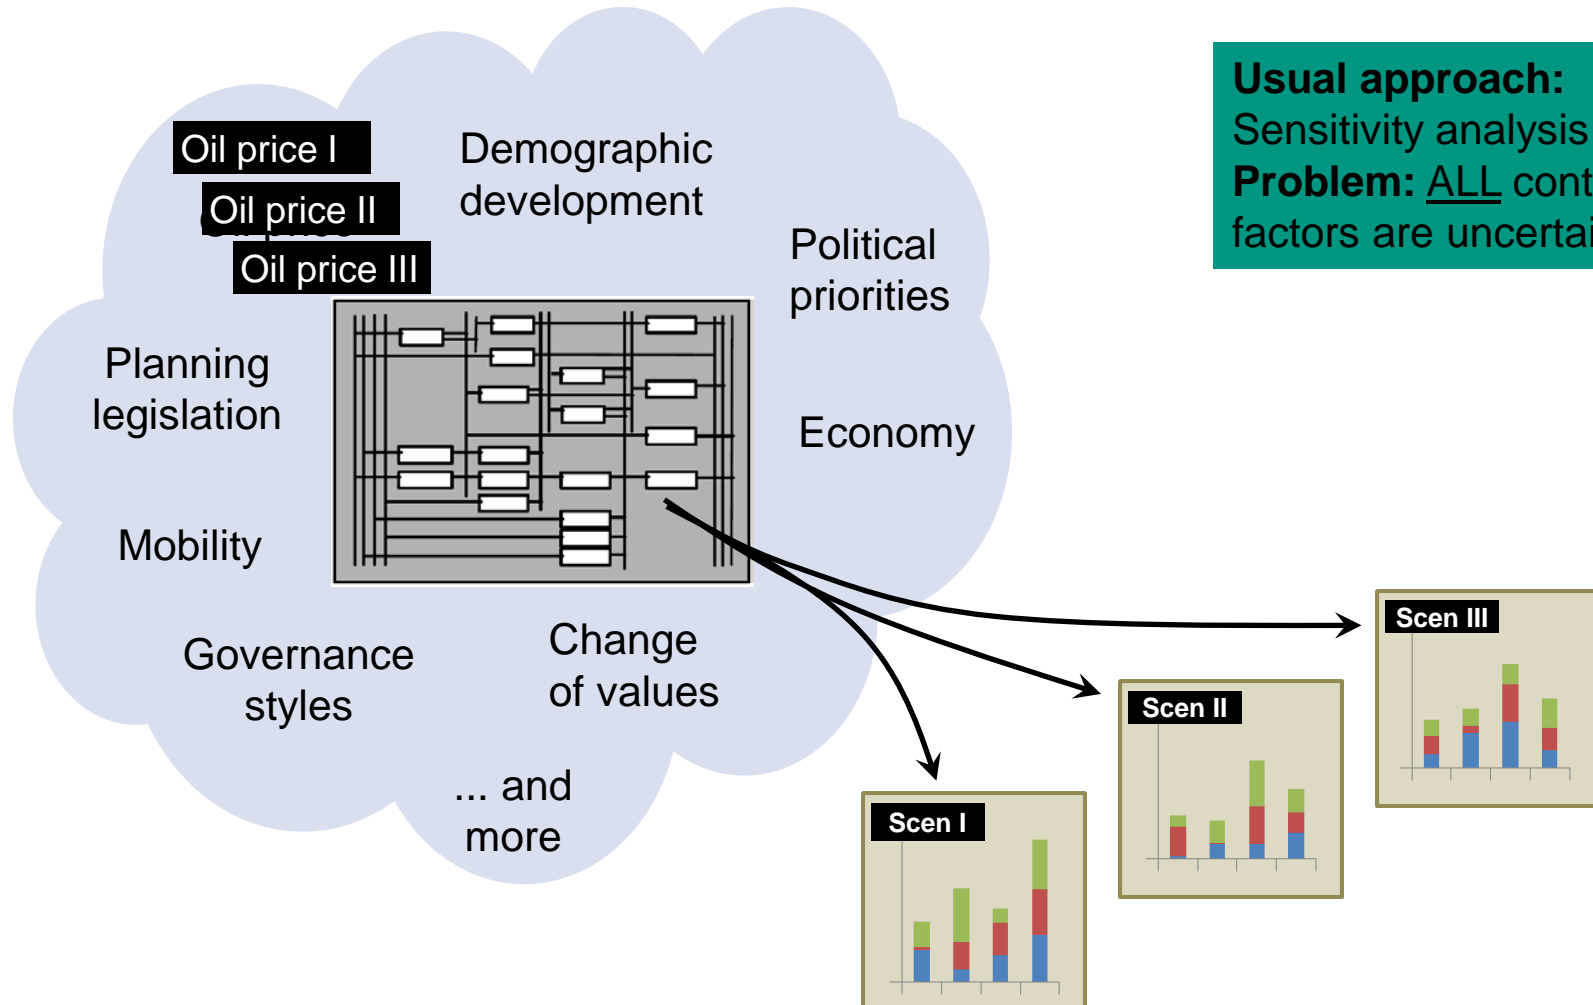 Usual approach:
Sensitivity analysis
Problem: ALL
factors are
Oil price I
Oil price II
Oil price III
Demographic
development
Political
priorities
Planning
legislation
Economy
Mobility
Governance
styles
Change
of values
... and
more
Scen III
Scen II
Scen I